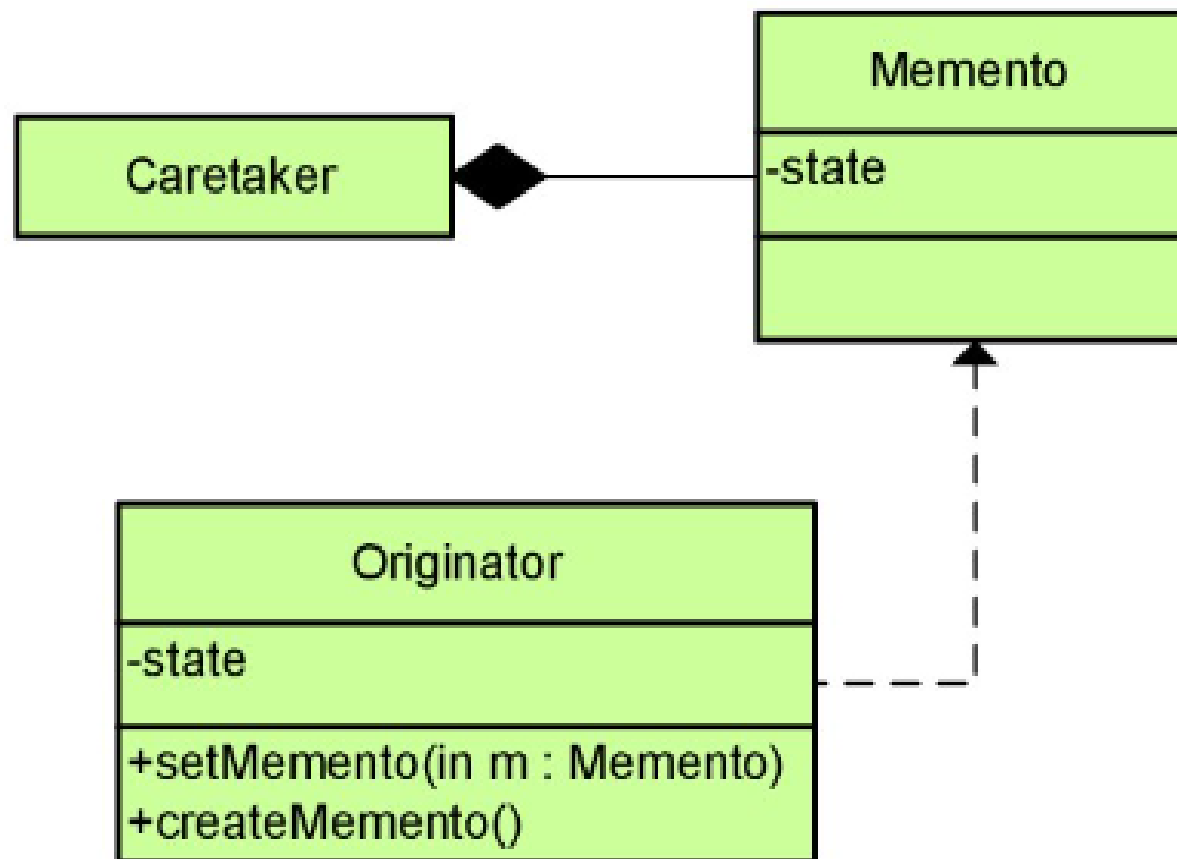 Memento
-state
Caretaker
Originator
-state
+setMemento(in m : Memento)
+createMemento()